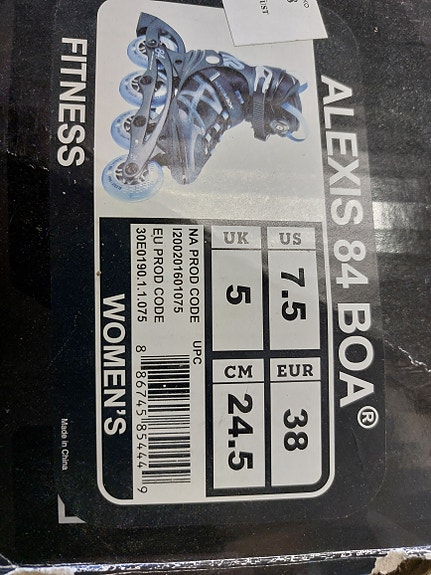 ALEXIS 84 BOA®
US
7.5
EUR
38
UK
5
CM
24.5
NA PROD CODE
I200201601075
EU PROD CODE
30E0190.1.1.075
UPC
8 86745 85444 9
FITNESS
WOMEN'S
Made in China